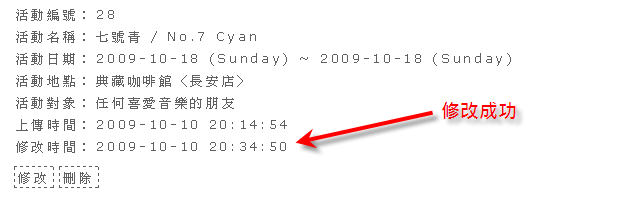 活動編號：28
活動名稱：七號青 / No.7 Cyan
活動日期：2009-10-18 (Sunday) ~ 2009-10-18 (Sunday)
活動地點：典藏咖啡館〈長安店〉
活動對象：任何喜愛音樂的朋友
上傳時間：2009-10-10 20:14:54
修改成功
修改時間：2009-10-10 20:34:50
修改 刪除